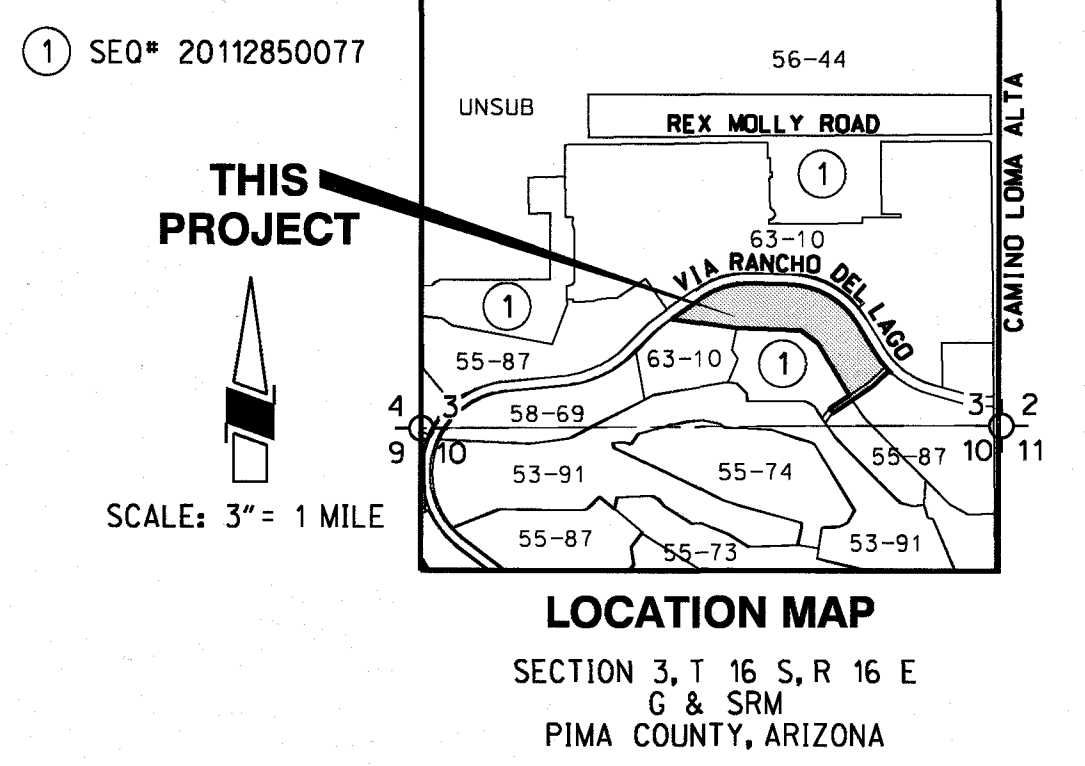 1 SEQ# 20112850077
56-44
UNSUB
REX MOLLY ROAD
CAMINO LOMA ALTA
1
THIS
PROJECT
63-10
VIA RANCHO DEL LAGO
1
55-87
63-10
1
58-69
4 3
9 10
3 2
10 11
53-91
55-74
55-87
SCALE: 3"= 1 MILE
55-87
55-73
53-91
LOCATION MAP
SECTION 3, T 16 S, R 16 E
G & SRM
PIMA COUNTY, ARIZONA